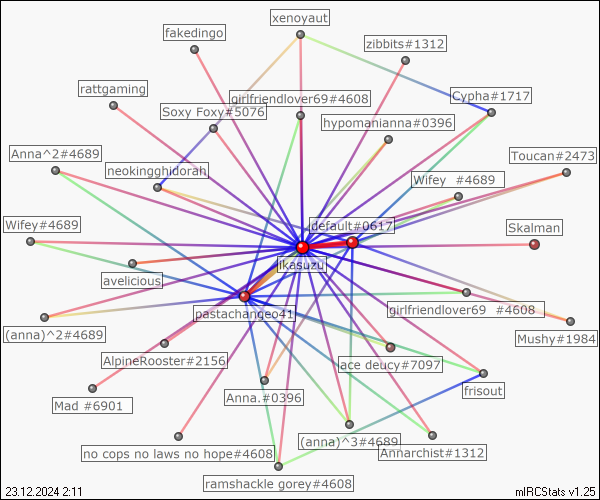 xenoyaut
fakedingo
zibbits#1312
rattgaming
girlfriendlover69#4608
Cypha#1717
Soxy Foxy#5076
hypomanianna#0396
Anna^2#4689
Toucan#2473
neokingghidorah
Wifey  #4689
Wifey#4689
default#0617
Skalman
ikasuzu
avelicious
pastachangeo41
girlfriendlover69  #4608
(anna)^2#4689
Mushy#1984
AlpineRooster#2156
ace deucy#7097
frisout
Mad #6901
Anna.#0396
(anna)^3#4689
no cops no laws no hope#4608
Annarchist#1312
ramshackle gorey#4608
23.12.2024 2:11
mIRCStats v1.25